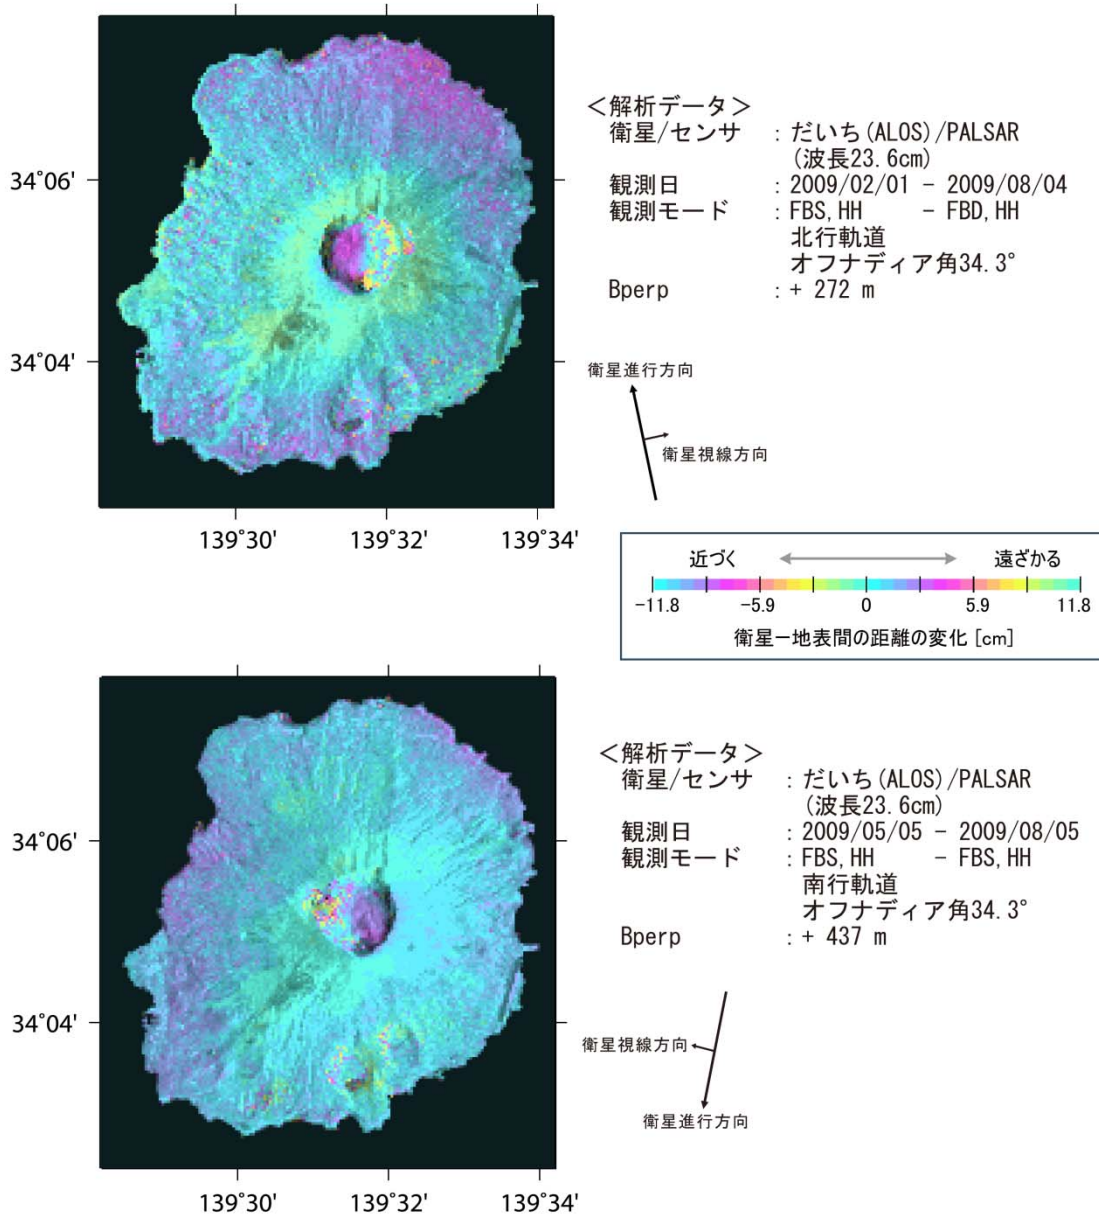 <解析データ>
衛星/センサ : だいち(ALOS)/PALSAR
(波長23.6cm)
観測日 : 2009/02/01 - 2009/08/04
観測モード : FBS,HH - FBD,HH
北行軌道
オフナディア角34.3°
Bperp : + 272 m
34°06'
34°04'
139°30' 139°32' 139°34'
衛星進行方向
衛星視線方向
近づく 遠ざかる
-11.8 -5.9 0 5.9 11.8
衛星-地表間の距離の変化 [cm]
<解析データ>
衛星/センサ : だいち(ALOS)/PALSAR
(波長23.6cm)
観測日 : 2009/05/05 - 2009/08/05
観測モード : FBS,HH - FBS,HH
南行軌道
オフナディア角34.3°
Bperp : + 437 m
34°06'
34°04'
139°30' 139°32' 139°34'
衛星視線方向
衛星進行方向